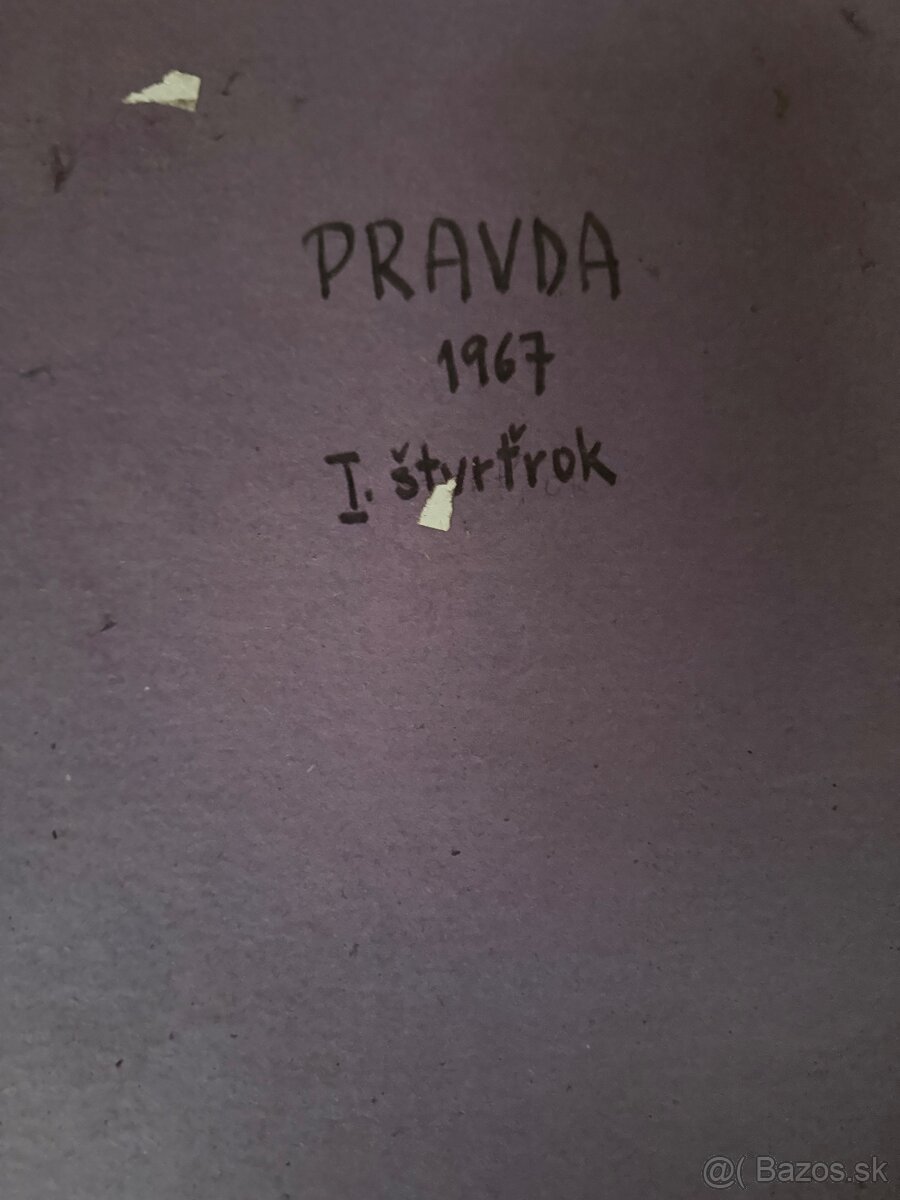 PRAVDA
1967
I. štvrťrok
@( Bazos.sk